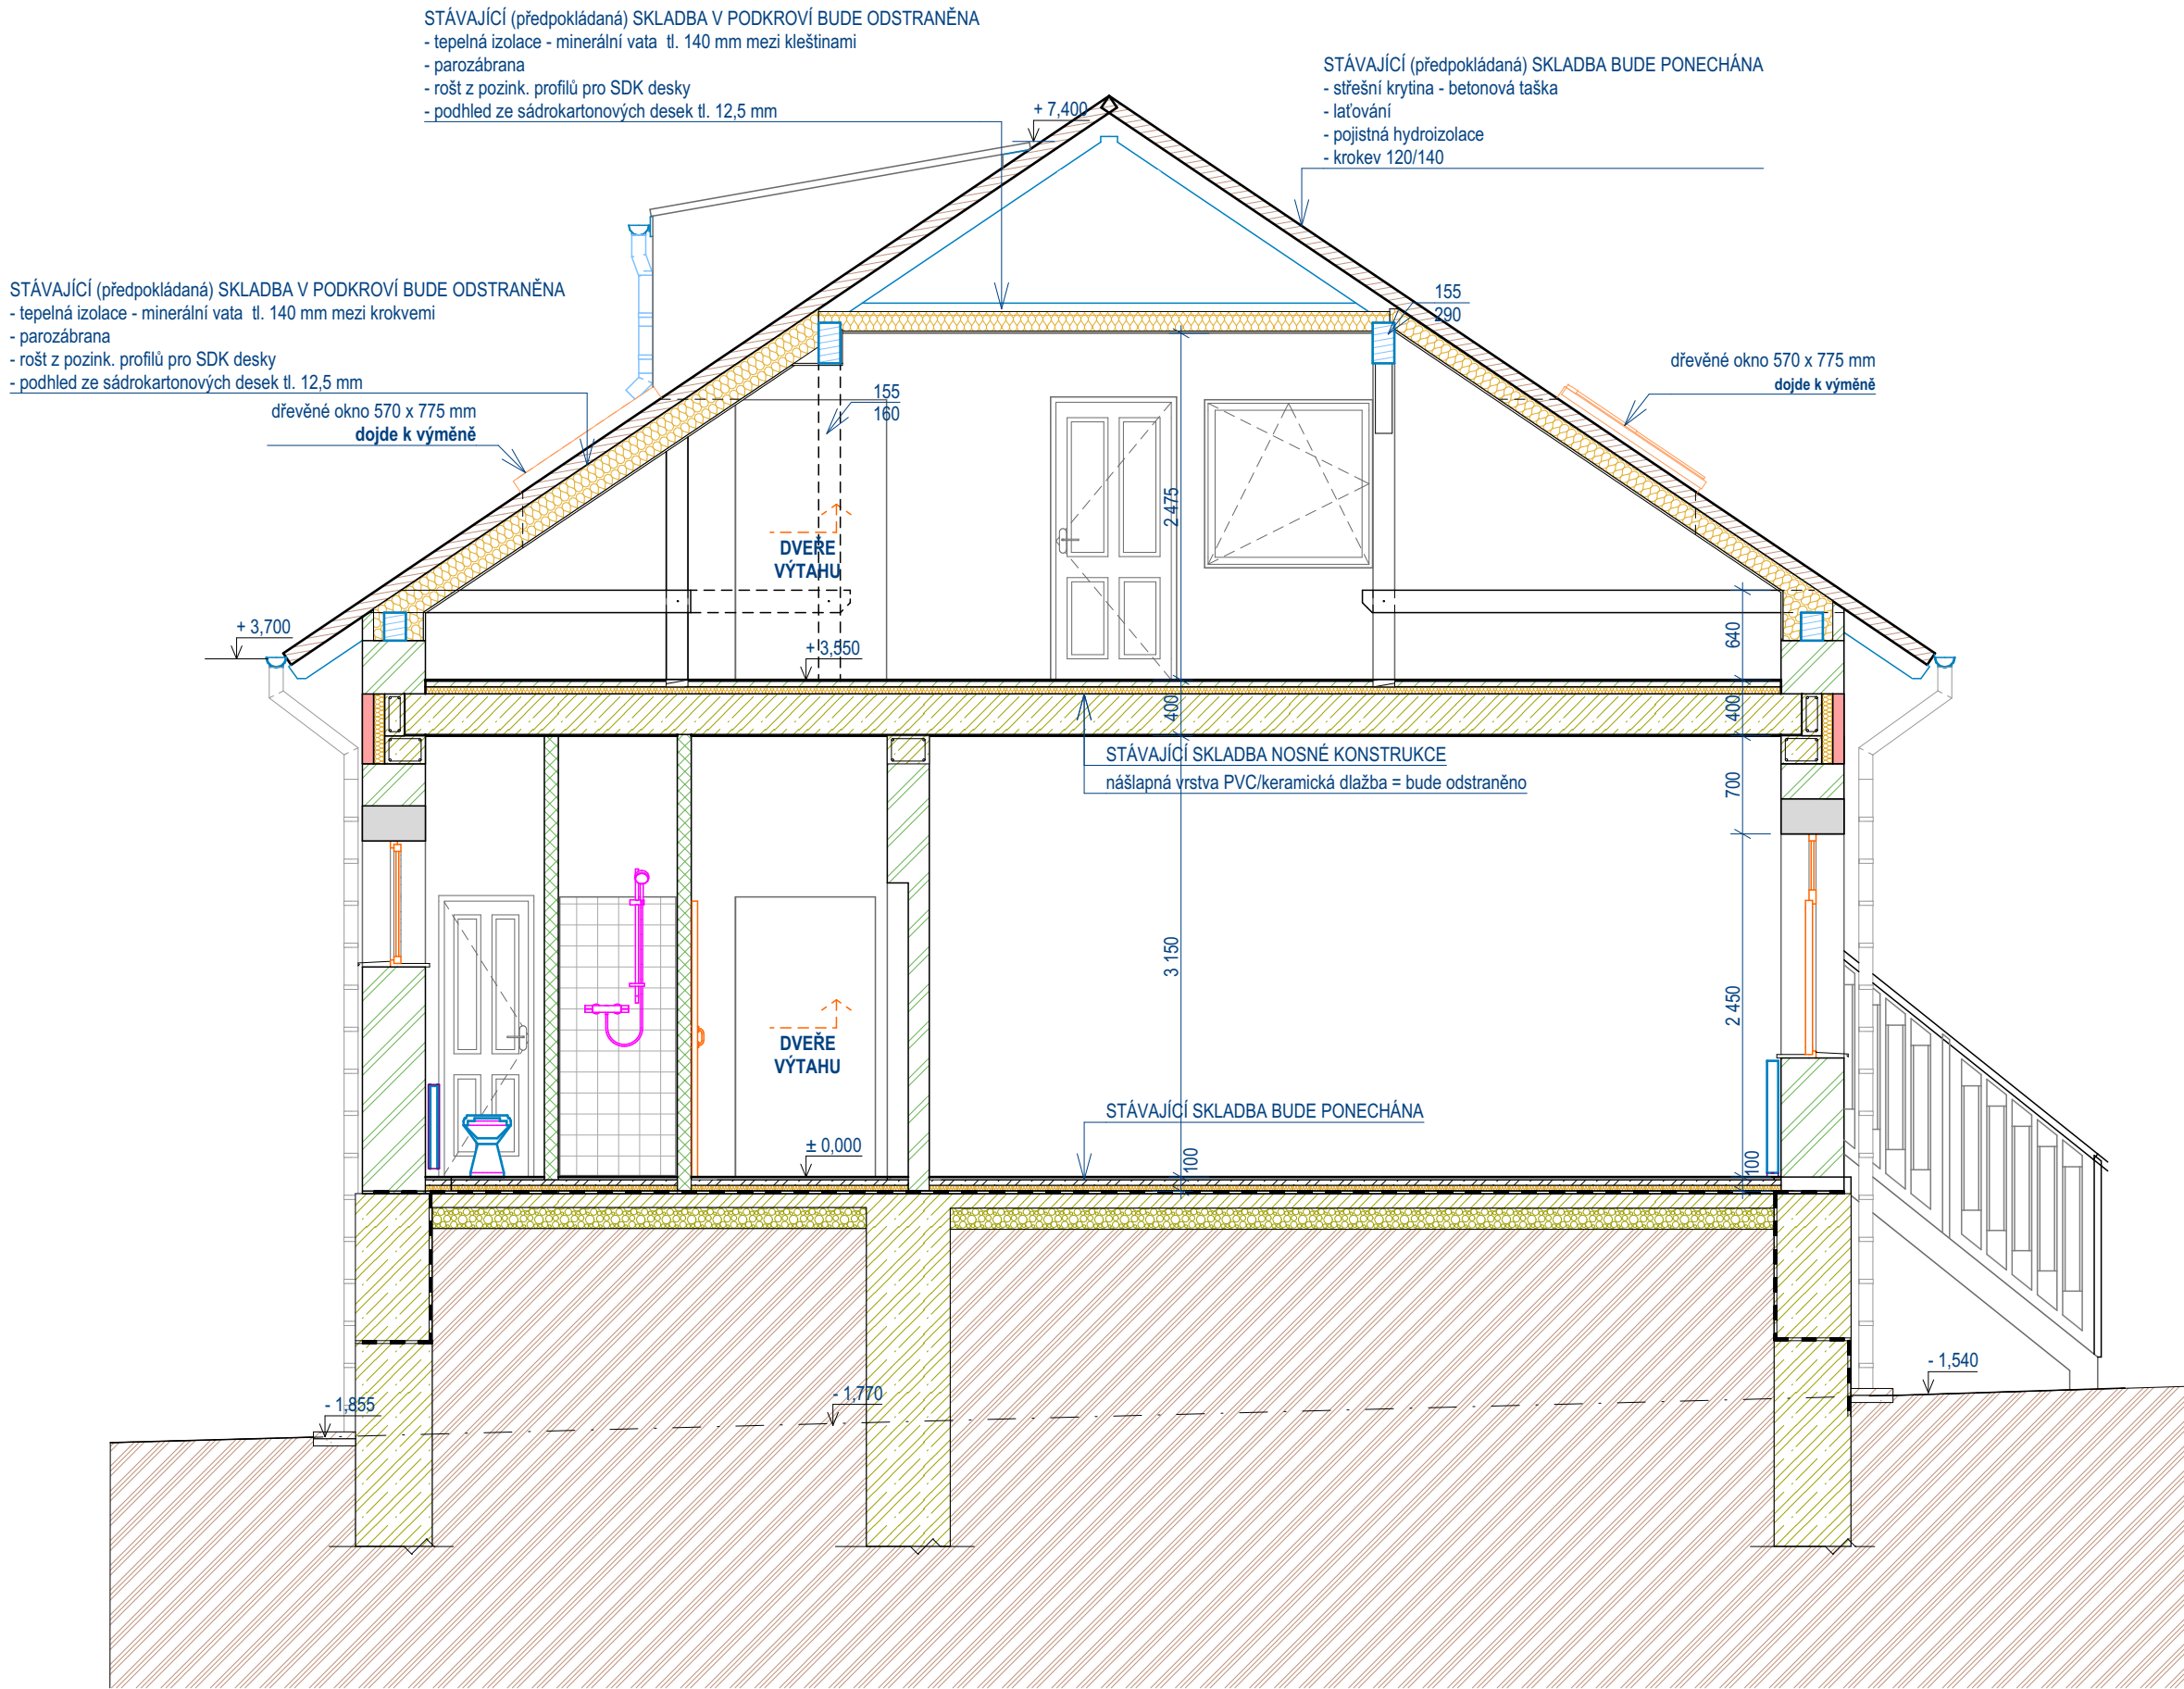 STÁVAJÍCÍ (předpokládaná) SKLADBA V PODKROVÍ BUDE ODSTRANĚNA
- tepelná izolace - minerální vata tl. 140 mm mezi kleštinami
- parozábrana
- rošt z pozink. profilů pro SDK desky
- podhled ze sádrokartonových desek tl. 12,5 mm
STÁVAJÍCÍ (předpokládaná) SKLADBA BUDE PONECHÁNA
- střešní krytina - betonová taška
- laťování
- pojistná hydroizolace
- krokev 120/140
+ 7,400
STÁVAJÍCÍ (předpokládaná) SKLADBA V PODKROVÍ BUDE ODSTRANĚNA
- tepelná izolace - minerální vata tl. 140 mm mezi krokvemi
- parozábrana
- rošt z pozink. profilů pro SDK desky
- podhled ze sádrokartonových desek tl. 12,5 mm
155
290
dřevěné okno 570 x 775 mm
dojde k výměně
dřevěné okno 570 x 775 mm
dojde k výměně
155
160
2 475
DVEŘE
VÝTAHU
+ 3,700
+ 3,550
640
400
400
STÁVAJÍCÍ SKLADBA NOSNÉ KONSTRUKCE
nášlapná vrstva PVC/keramická dlažba = bude odstraněno
700
3 150
2 450
DVEŘE
VÝTAHU
STÁVAJÍCÍ SKLADBA BUDE PONECHÁNA
± 0,000
100
100
- 1,540
- 1,770
- 1,855